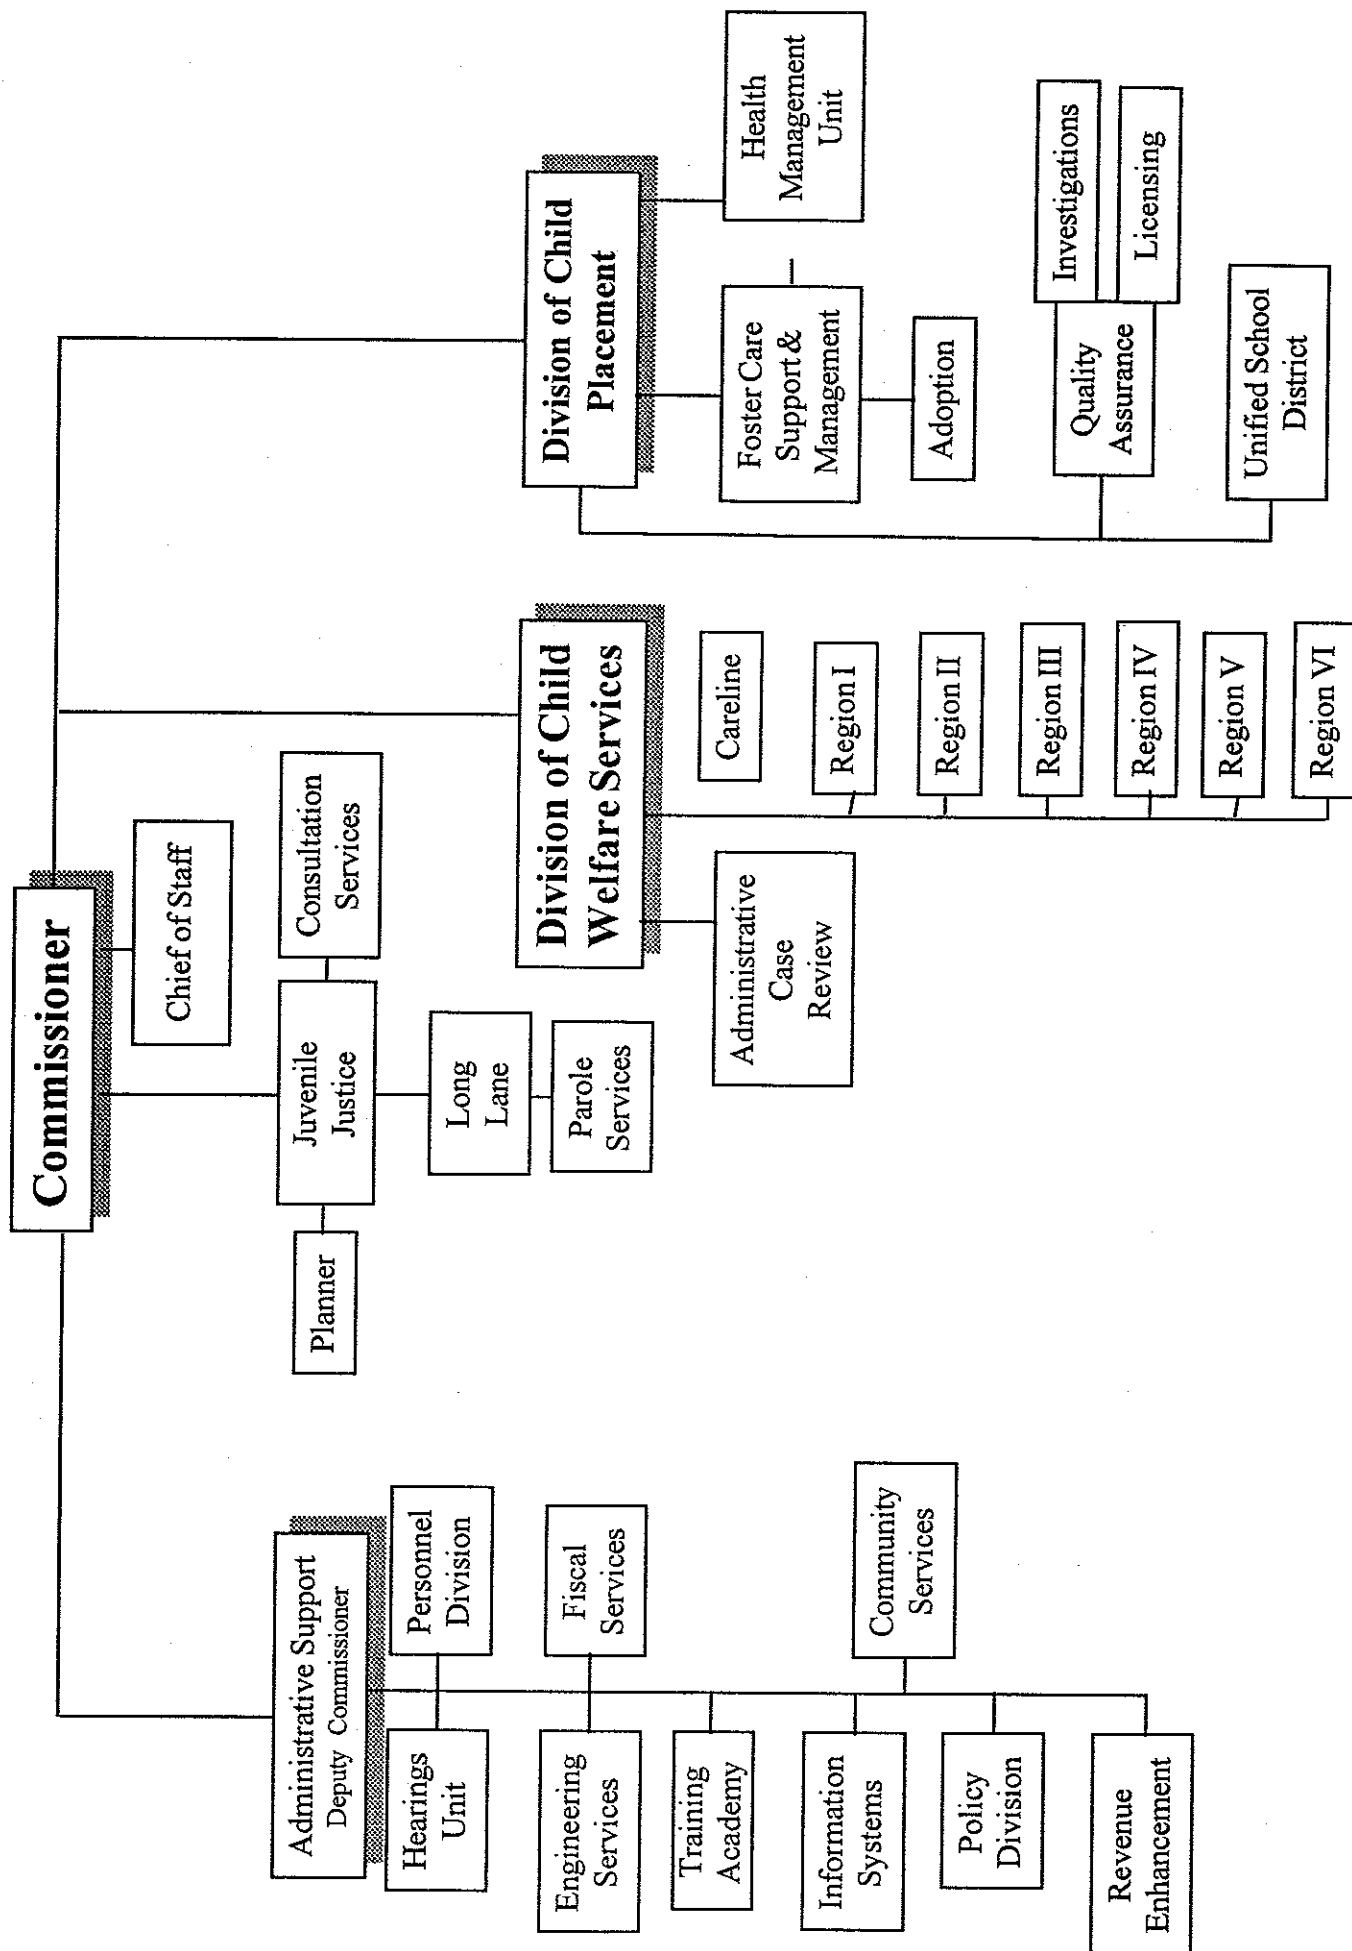 Commissioner
Chief of Staff
Administrative Support
Deputy Commissioner
Hearings
Unit
Personnel
Division
Engineering
Services
Fiscal
Services
Training
Academy
Information
Systems
Community
Services
Policy
Division
Revenue
Enhancement
Planner
Juvenile
Justice
Consultation
Services
Long
Lane
Parole
Services
Division of Child
Welfare Services
Administrative
Case
Review
Careline
Region I
Region II
Region III
Region IV
Region V
Region VI
Division of Child
Placement
Foster Care
Support &
Management
Health
Management
Unit
Adoption
Quality
Assurance
Investigations
Licensing
Unified School
District